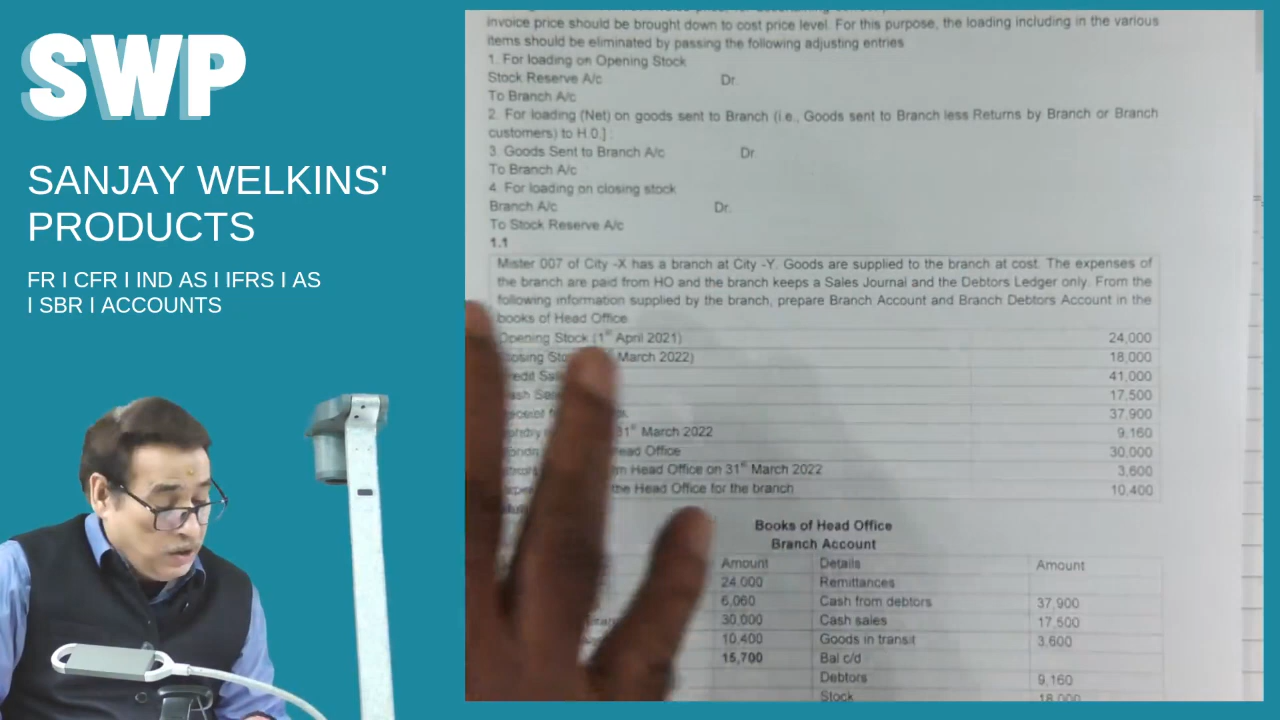 SWP
SANJAY WELKINS'
PRODUCTS
FR I CFR I IND AS I IFRS I AS
I SBR I ACCOUNTS
invoice price should be brought down to cost price level. For this purpose, the loading including in the various
items should be eliminated by passing the following adjusting entries
1. For loading on Opening Stock
Stock Reserve A/c Dr.
To Branch A/c
2. For loading (Net) on goods sent to Branch (i.e., Goods sent to Branch less Returns by Branch or Branch
customers) to H.0.] :
3. Goods Sent to Branch A/c Dr.
To Branch A/c
4. For loading on closing stock
Branch A/c Dr.
To Stock Reserve A/c
1.1
Mister 007 of City -X has a branch at City -Y. Goods are supplied to the branch at cost. The expenses of
the branch are paid from HO and the branch keeps a Sales Journal and the Debtors Ledger only. From the
following information supplied by the branch, prepare Branch Account and Branch Debtors Account in the
books of Head Office
Opening Stock (1st April 2021) 24,000
March 2022) 18,000
41,000
17,500
37,900
31st March 2022 9,160
Head Office 30,000
Head Office on 31st March 2022 3,600
the Head Office for the branch 10,400
Books of Head Office
Branch Account
Amount Details Amount
24,000 Remittances
6,060 Cash from debtors 37,900
30,000 Cash sales 17,500
10,400 Goods in transit 3,600
15,700 Bal c/d
Debtors 9,160
Stock 18,000